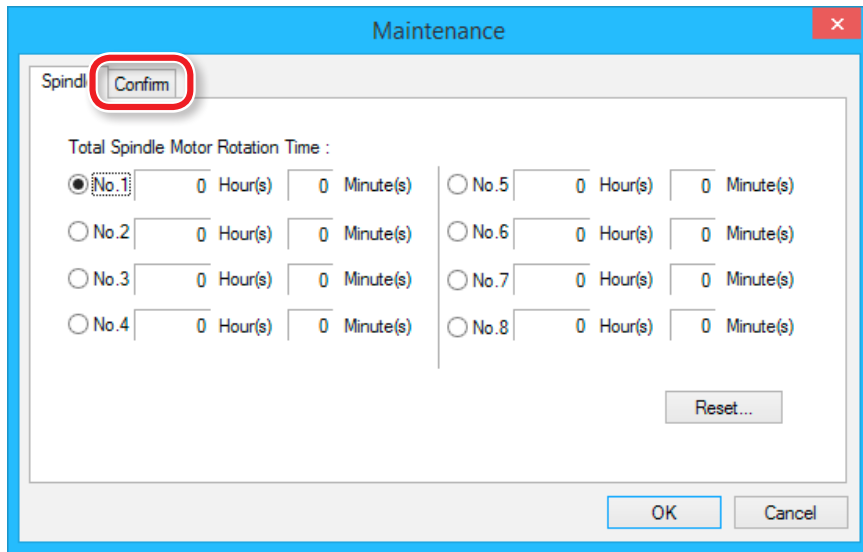 Maintenance
Spindl
Confirm
Total Spindle Motor Rotation Time :
No.1 0 Hour(s) 0 Minute(s) No.5 0 Hour(s) 0 Minute(s)
No.2 0 Hour(s) 0 Minute(s) No.6 0 Hour(s) 0 Minute(s)
No.3 0 Hour(s) 0 Minute(s) No.7 0 Hour(s) 0 Minute(s)
No.4 0 Hour(s) 0 Minute(s) No.8 0 Hour(s) 0 Minute(s)
Reset...
OK Cancel